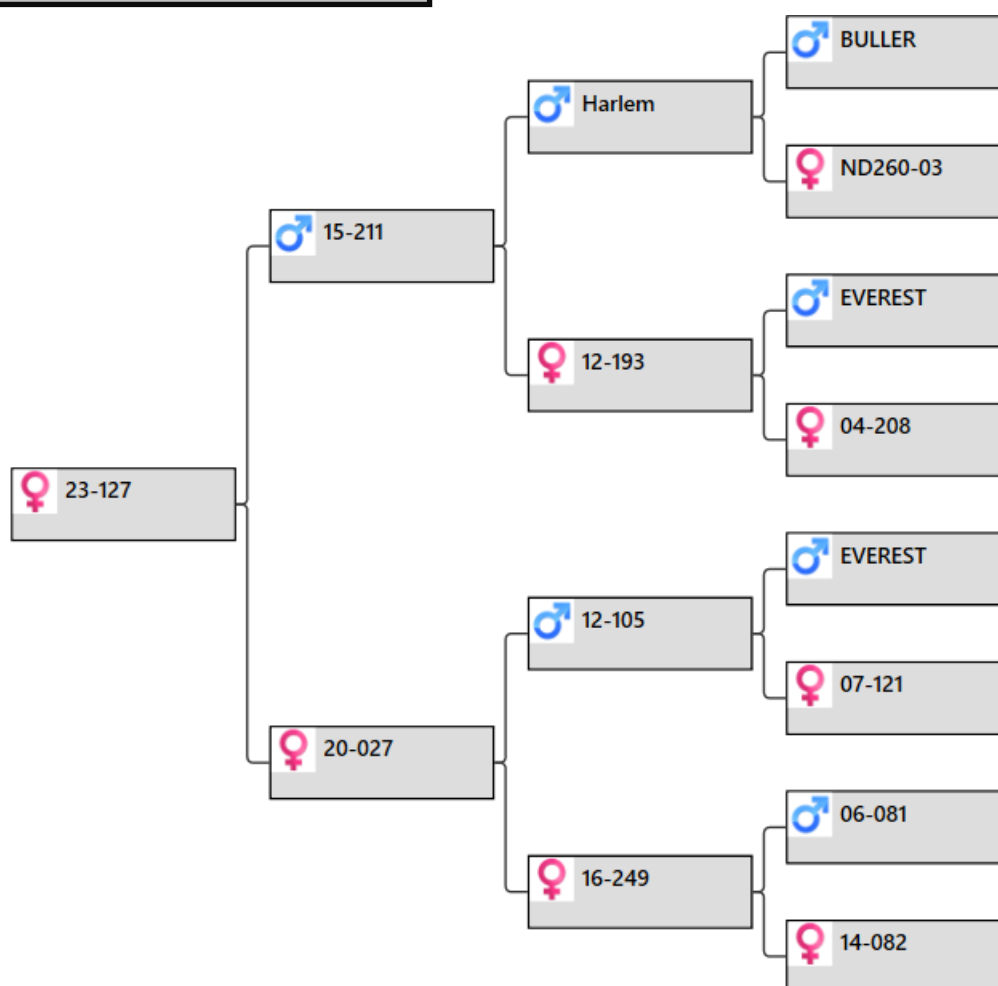 BULLER
Harlem
ND260-03
15-211
EVEREST
12-193
04-208
23-127
EVEREST
12-105
07-121
20-027
06-081
16-249
14-082